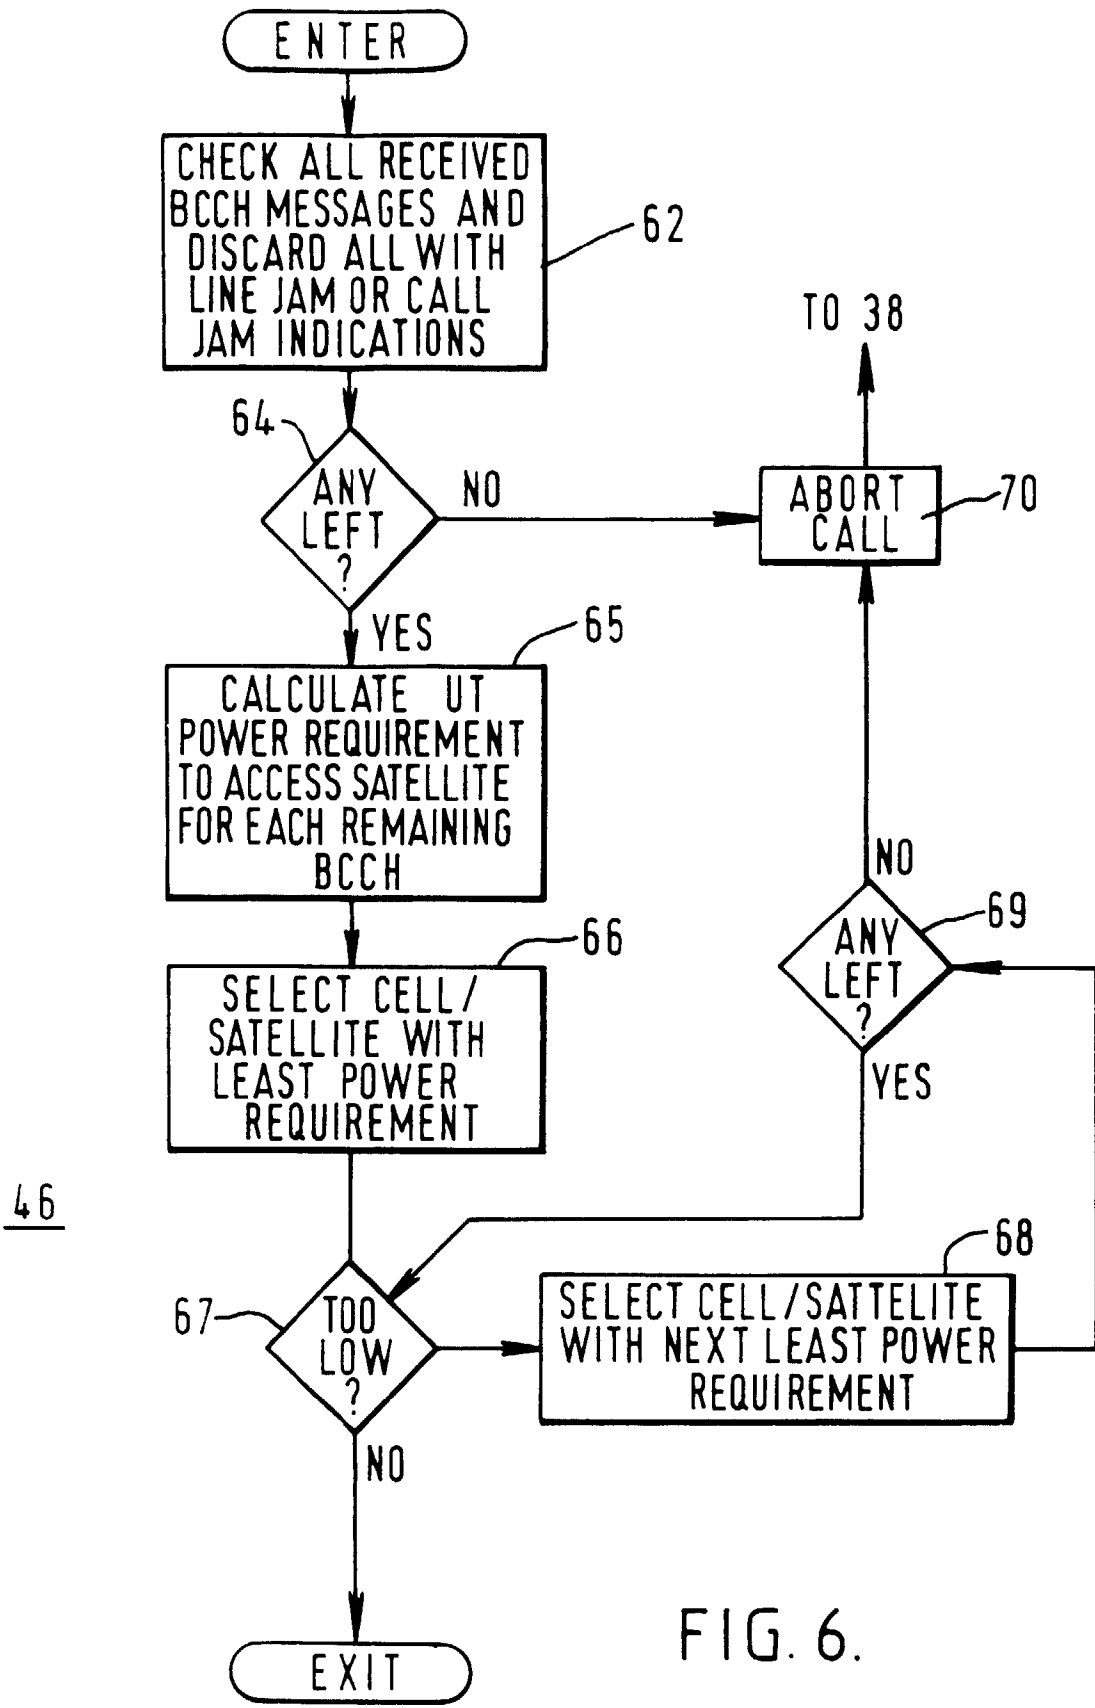 ENTER
CHECK ALL RECEIVED
BCCH MESSAGES AND
DISCARD ALL WITH
LINE JAM OR CALL
JAM INDICATIONS
62
TO 38
64
ANY
LEFT
?
NO
ABORT
CALL
70
YES
65
CALCULATE UT
POWER REQUIREMENT
TO ACCESS SATELLITE
FOR EACH REMAINING
BCCH
NO
69
ANY
LEFT
?
YES
66
SELECT CELL/
SATELLITE WITH
LEAST POWER
REQUIREMENT
46
67
TOO
LOW
?
68
SELECT CELL/SATTELITE
WITH NEXT LEAST POWER
REQUIREMENT
NO
EXIT
FIG. 6.